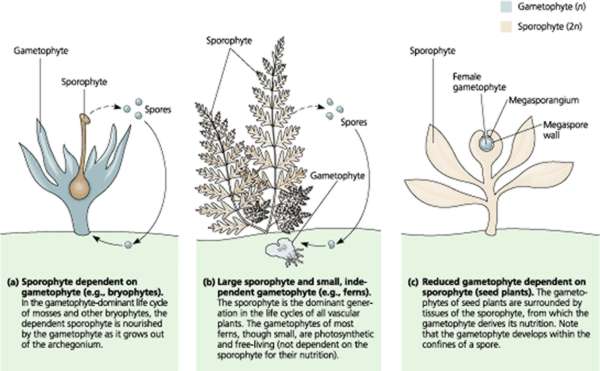 Gametophyte (n)
Sporophyte (2n)
Gametophyte
Sporophyte
Spores
Sporophyte
Spores
Gametophyte
Sporophyte
Female
gametophyte
Megasporangium
Megaspore
wall
(a) Sporophyte dependent on
gametophyte (e.g., bryophytes).
In the gametophyte-dominant life cycle
of mosses and other bryophytes, the
dependent sporophyte is nourished
by the gametophyte as it grows out
of the archegonium.
(b) Large sporophyte and small, inde-
pendent gametophyte (e.g., ferns).
The sporophyte is the dominant gener-
ation in the life cycles of all vascular
plants. The gametophytes of most
ferns, though small, are photosynthetic
and free-living (not dependent on the
sporophyte for their nutrition).
(c) Reduced gametophyte dependent on
sporophyte (seed plants). The gameto-
phytes of seed plants are surrounded by
tissues of the sporophyte, from which the
gametophyte derives its nutrition. Note
that the gametophyte develops within the
confines of a spore.